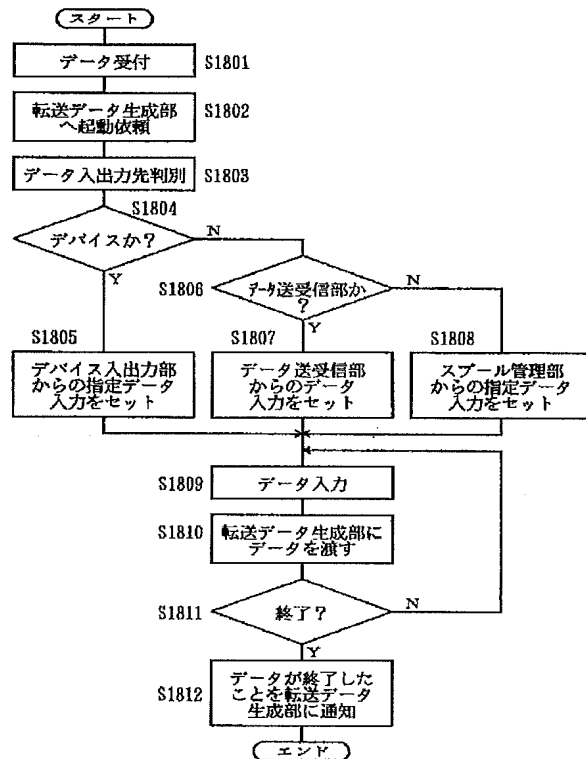 スタート
データ受付
S1801
転送データ生成部
へ起動依頼
S1802
データ入出力先判別
S1803
S1804
デバイスか?
N
Y
S1806
データ送受信部か
?
N
Y
S1805
デバイス入出力部
からの指定データ
入力をセット
S1807
データ送受信部
からのデータ
入力をセット
S1808
スプール管理部
からの指定データ
入力をセット
S1809
データ入力
S1810
転送データ生成部に
データを渡す
S1811
終了?
N
Y
S1812
データが終了した
ことを転送データ
生成部に通知
エンド